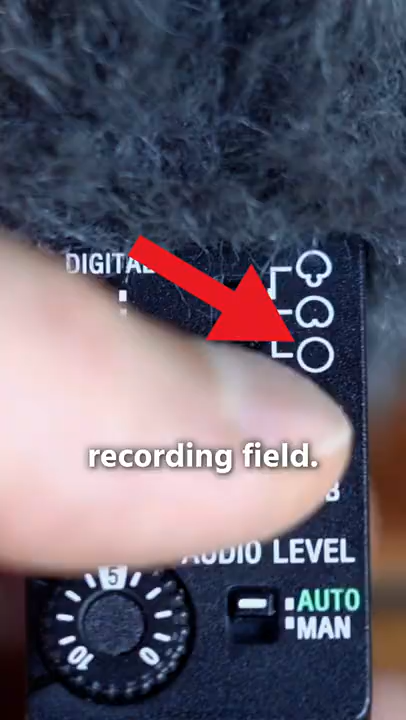 DIGITAL
recording field.
B
AUDIO LEVEL
5
AUTO
MAN
10
0